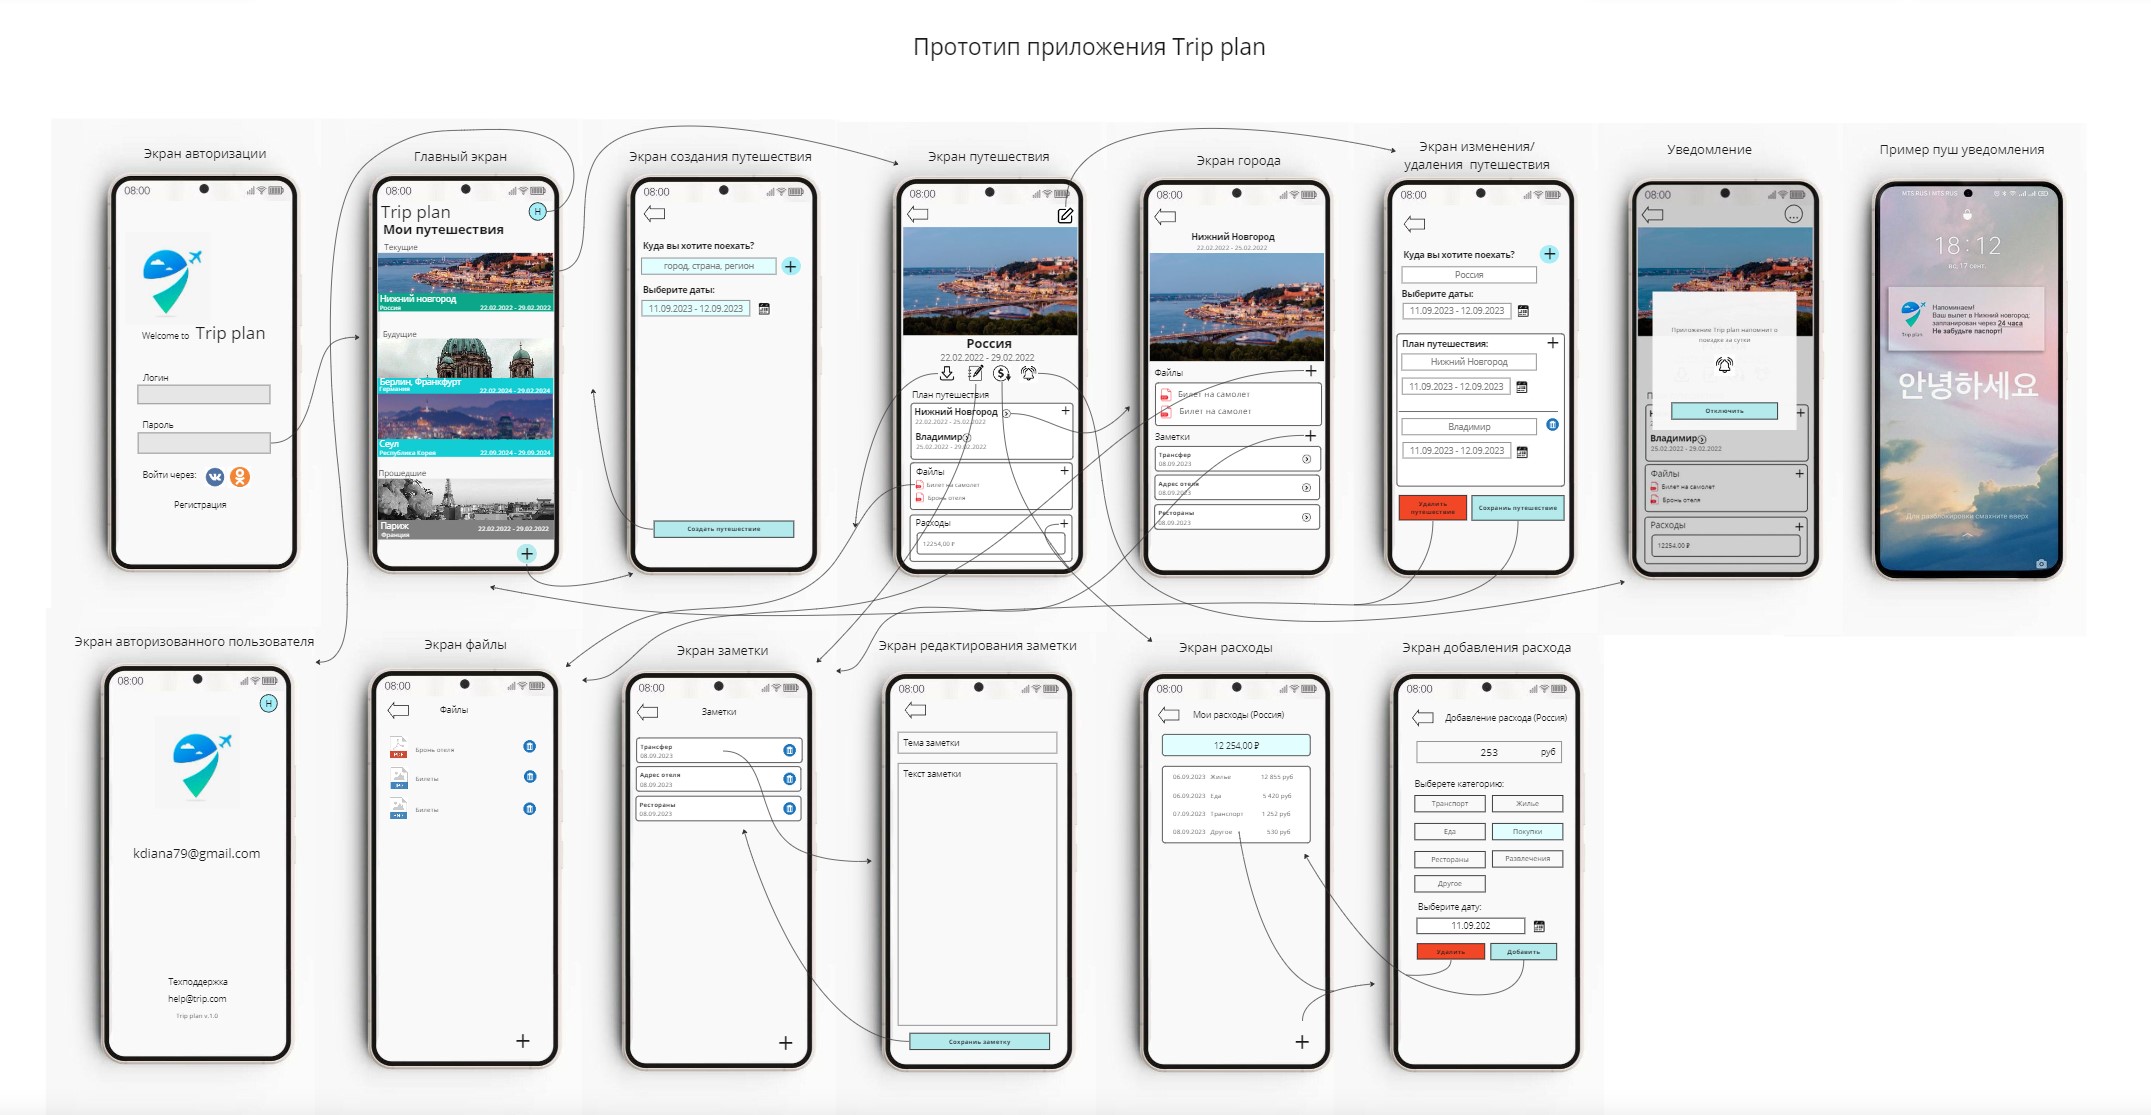 Прототип приложения Trip plan
Экран авторизации
08:00
Welcome to Trip plan
Логин
Пароль
Войти через:
Регистрация
Главный экран
08:00
Trip plan
H
Мои путешествия
Текущие
Нижний новгород
Россия 22.02.2022 - 29.02.2022
Будущие
Берлин, Франкфурт
Германия 22.02.2024 - 29.02.2024
Сеул
Республика Корея 22.09.2024 - 29.09.2024
Прошедшие
Париж
Франция 22.02.2022 - 29.02.2022
Экран создания путешествия
08:00
Куда вы хотите поехать?
город, страна, регион
Выберите даты:
11.09.2023 - 12.09.2023
Создать путешествие
Экран путешествия
08:00
Россия
22.02.2022 - 29.02.2022
План путешествия
Нижний Новгород
22.02.2022 - 25.02.2022
Владимир
25.02.2022 - 29.02.2022
Файлы
Билет на самолет
Бронь отеля
Расходы
12254,00 ₽
Экран города
08:00
Нижний Новгород
22.02.2022 - 25.02.2022
Файлы
Билет на самолет
Билет на самолет
Заметки
Трансфер
08.09.2023
Адрес отеля
08.09.2023
Рестораны
08.09.2023
Экран изменения/
удаления путешествия
08:00
Куда вы хотите поехать?
Россия
Выберите даты:
11.09.2023 - 12.09.2023
План путешествия:
Нижний Новгород
11.09.2023 - 12.09.2023
Владимир
11.09.2023 - 12.09.2023
Удалить
путешествие
Сохранить путешествие
Уведомление
08:00
Приложение Trip plan напомнит о
поездке за сутки
Отключить
Владимир
25.02.2022 - 29.02.2022
Файлы
Билет на самолет
Бронь отеля
Расходы
12254.00 ₽
Пример пуш уведомления
MTS RUS | MTS RUS
18:12
вс, 17 сент.
Напоминаем!
Ваш вылет в Нижний новгород:
запланирован через 24 часа
Не забудьте паспорт!
Trip plan
안녕하세요
Для разблокировки смахните вверх
Экран авторизованного пользователя
08:00
H
kdiana79@gmail.com
Техподдержка
help@trip.com
Trip plan v.1.0
Экран файлы
08:00
Файлы
Бронь отеля
PDF
Билеты
Билеты
Экран заметки
08:00
Заметки
Трансфер
08.09.2023
Адрес отеля
08.09.2023
Рестораны
08.09.2023
Экран редактирования заметки
08:00
Тема заметки
Текст заметки
Сохранить заметку
Экран расходы
08:00
Мои расходы (Россия)
12 254,00 ₽
06.09.2023 Жилье 12 855 руб
06.09.2023 Еда 5 420 руб
07.09.2023 Транспорт 1 252 руб
08.09.2023 Другое 530 руб
Экран добавления расхода
08:00
Добавление расхода (Россия)
253 руб
Выберете категорию:
Транспорт Жилье
Еда Покупки
Рестораны Развлечения
Другое
Выберите дату:
11.09.202
Удалить Добавить